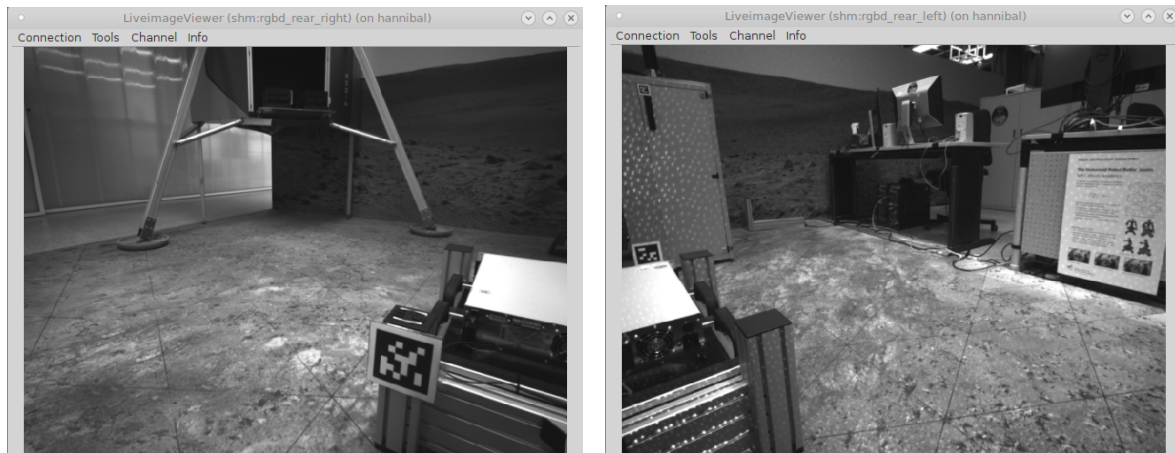 LiveimageViewer (shm:rgbd_rear_right) (on hannibal)
Connection Tools Channel Info
LiveimageViewer (shm:rgbd_rear_left) (on hannibal)
Connection Tools Channel Info